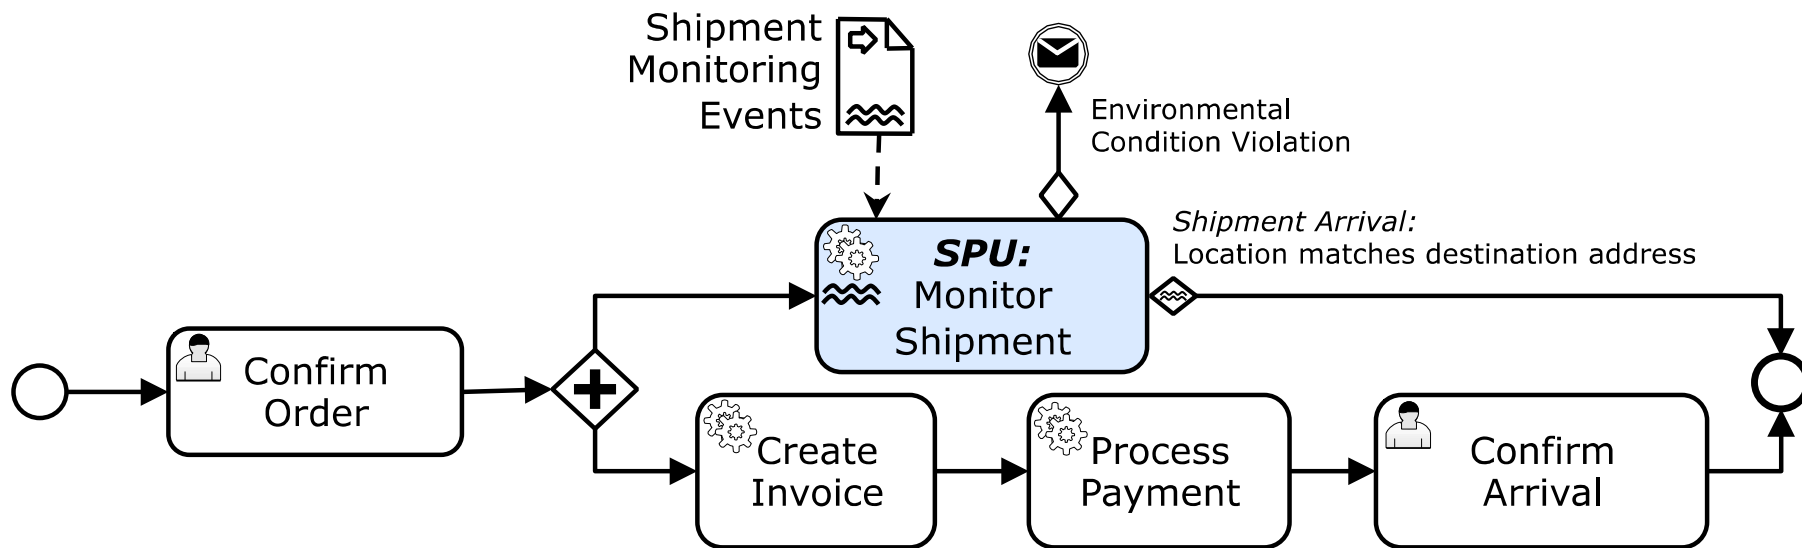 Shipment
Monitoring
Events
Environmental
Condition Violation
Shipment Arrival:
Location matches destination address
SPU:
Monitor
Shipment
Confirm
Order
Create
Invoice
Process
Payment
Confirm
Arrival